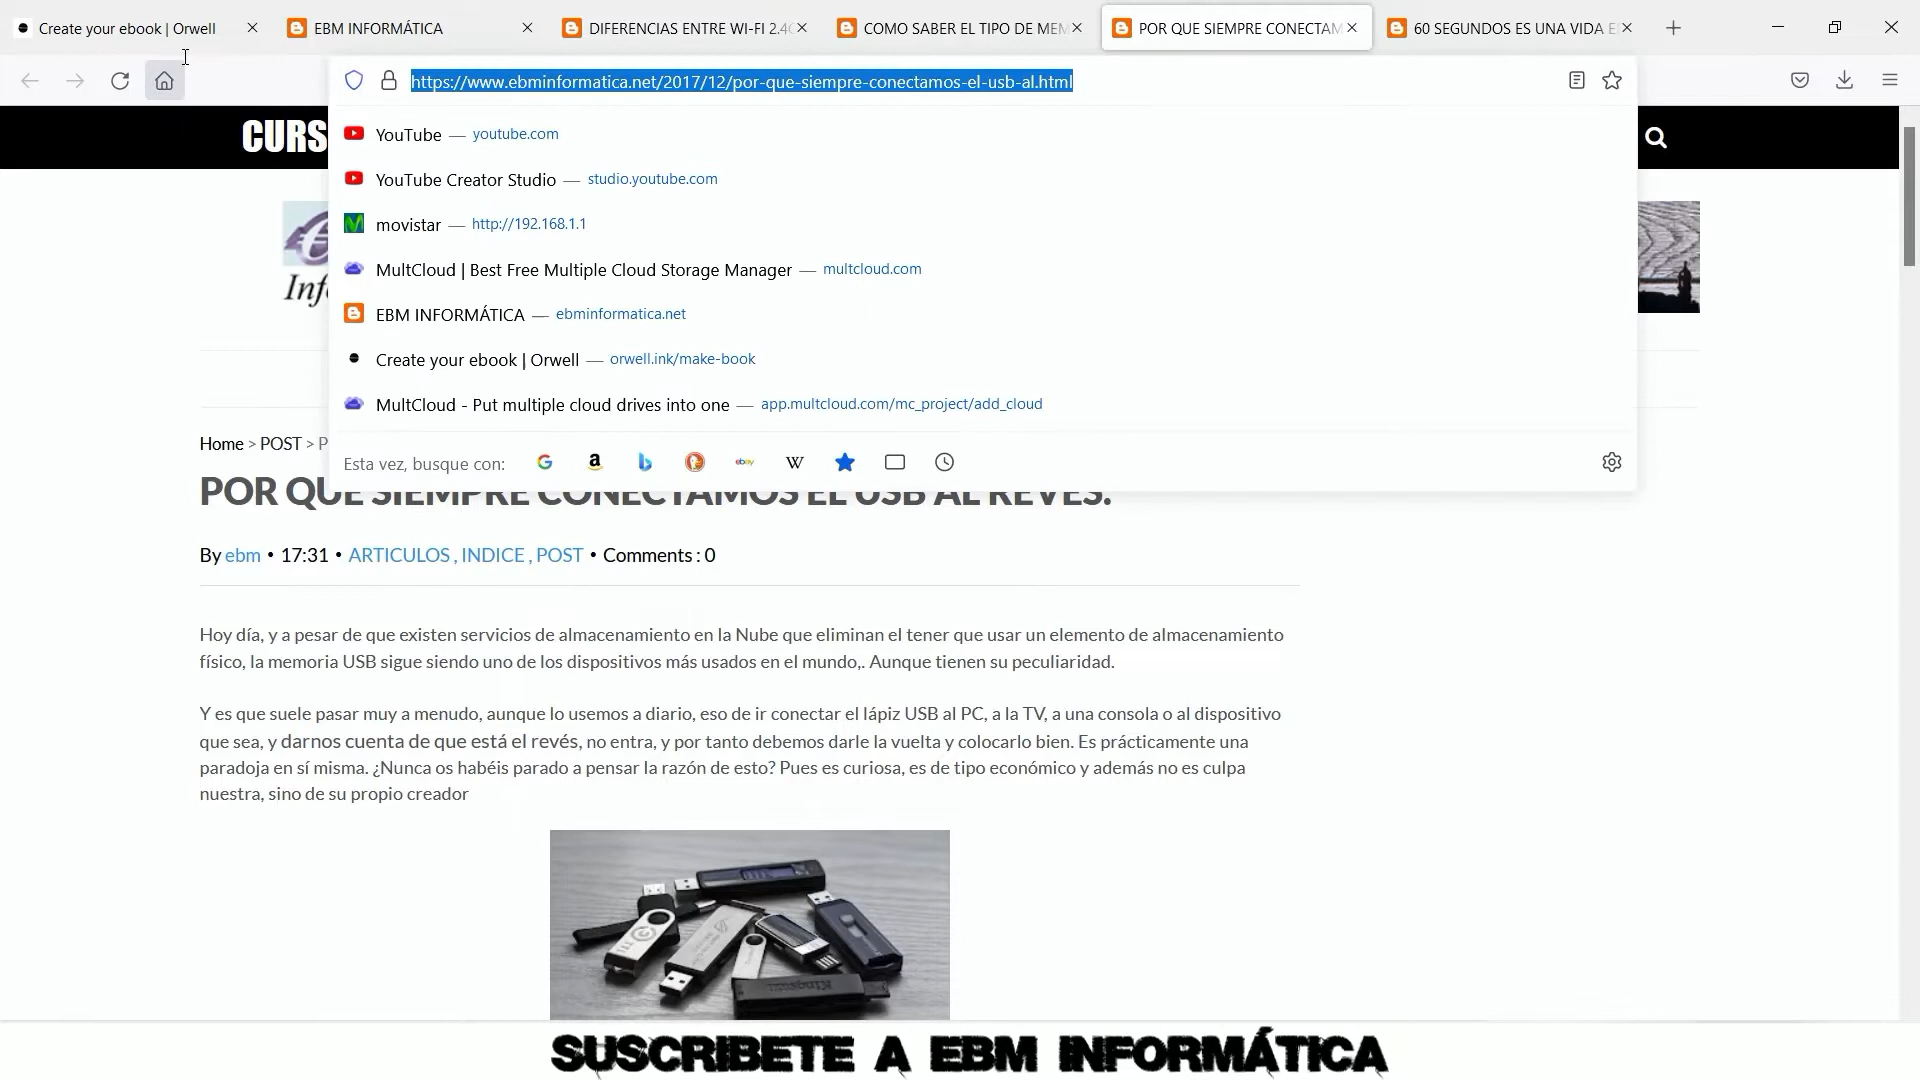 Create your ebook | Orwell
EBM INFORMÁTICA
DIFERENCIAS ENTRE WI-FI 2.4G
COMO SABER EL TIPO DE MEM
POR QUE SIEMPRE CONECTAM
60 SEGUNDOS ES UNA VIDA E
https://www.ebminformatica.net/2017/12/por-que-siempre-conectamos-el-usb-al.html
CURS
YouTube — youtube.com
YouTube Creator Studio — studio.youtube.com
movistar — http://192.168.1.1
MultCloud | Best Free Multiple Cloud Storage Manager — multcloud.com
EBM INFORMÁTICA — ebminformatica.net
Create your ebook | Orwell — orwell.ink/make-book
MultCloud - Put multiple cloud drives into one — app.multcloud.com/mc_project/add_cloud
Inf
Esta vez, busque con:
Home > POST > P
POR QUE SIEMPRE CONECTAMOS EL USB AL REVES.
By ebm • 17:31 • ARTICULOS , INDICE , POST • Comments : 0
Hoy día, y a pesar de que existen servicios de almacenamiento en la Nube que eliminan el tener que usar un elemento de almacenamiento
físico, la memoria USB sigue siendo uno de los dispositivos más usados en el mundo,. Aunque tienen su peculiaridad.
Y es que suele pasar muy a menudo, aunque lo usemos a diario, eso de ir conectar el lápiz USB al PC, a la TV, a una consola o al dispositivo
que sea, y darnos cuenta de que está el revés, no entra, y por tanto debemos darle la vuelta y colocarlo bien. Es prácticamente una
paradoja en sí misma. ¿Nunca os habéis parado a pensar la razón de esto? Pues es curiosa, es de tipo económico y además no es culpa
nuestra, sino de su propio creador
Kingston
SUSCRIBETE A EBM INFORMÁTICA